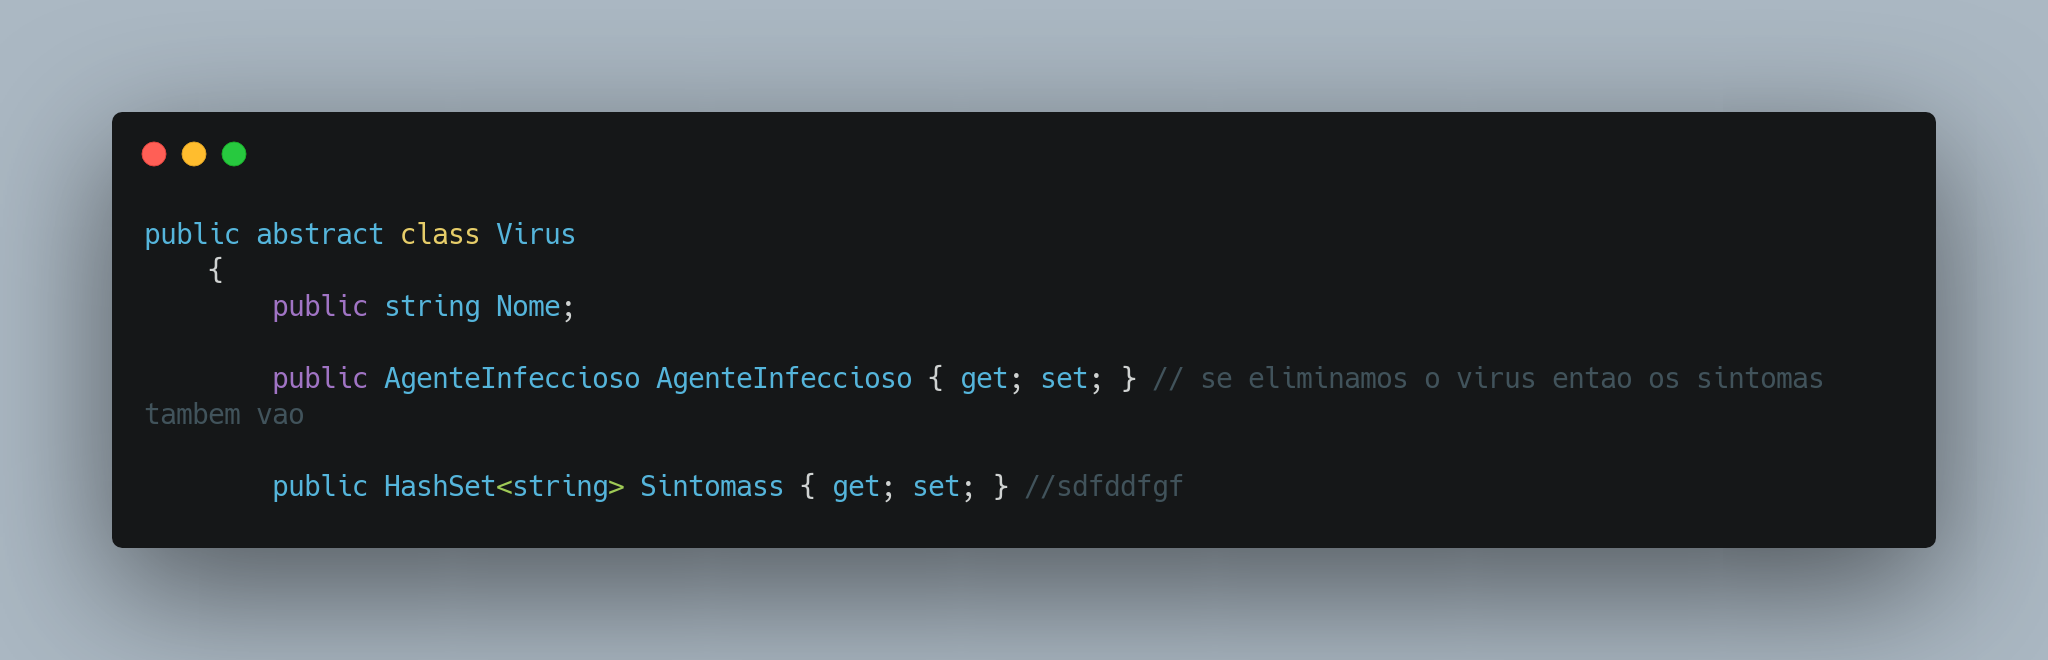 public abstract class Virus
{
public string Nome;
public AgenteInfeccioso AgenteInfeccioso { get; set; } // se eliminamos o virus entao os sintomas
tambem vao
public HashSet<string> Sintomass { get; set; } //sdfddfgf